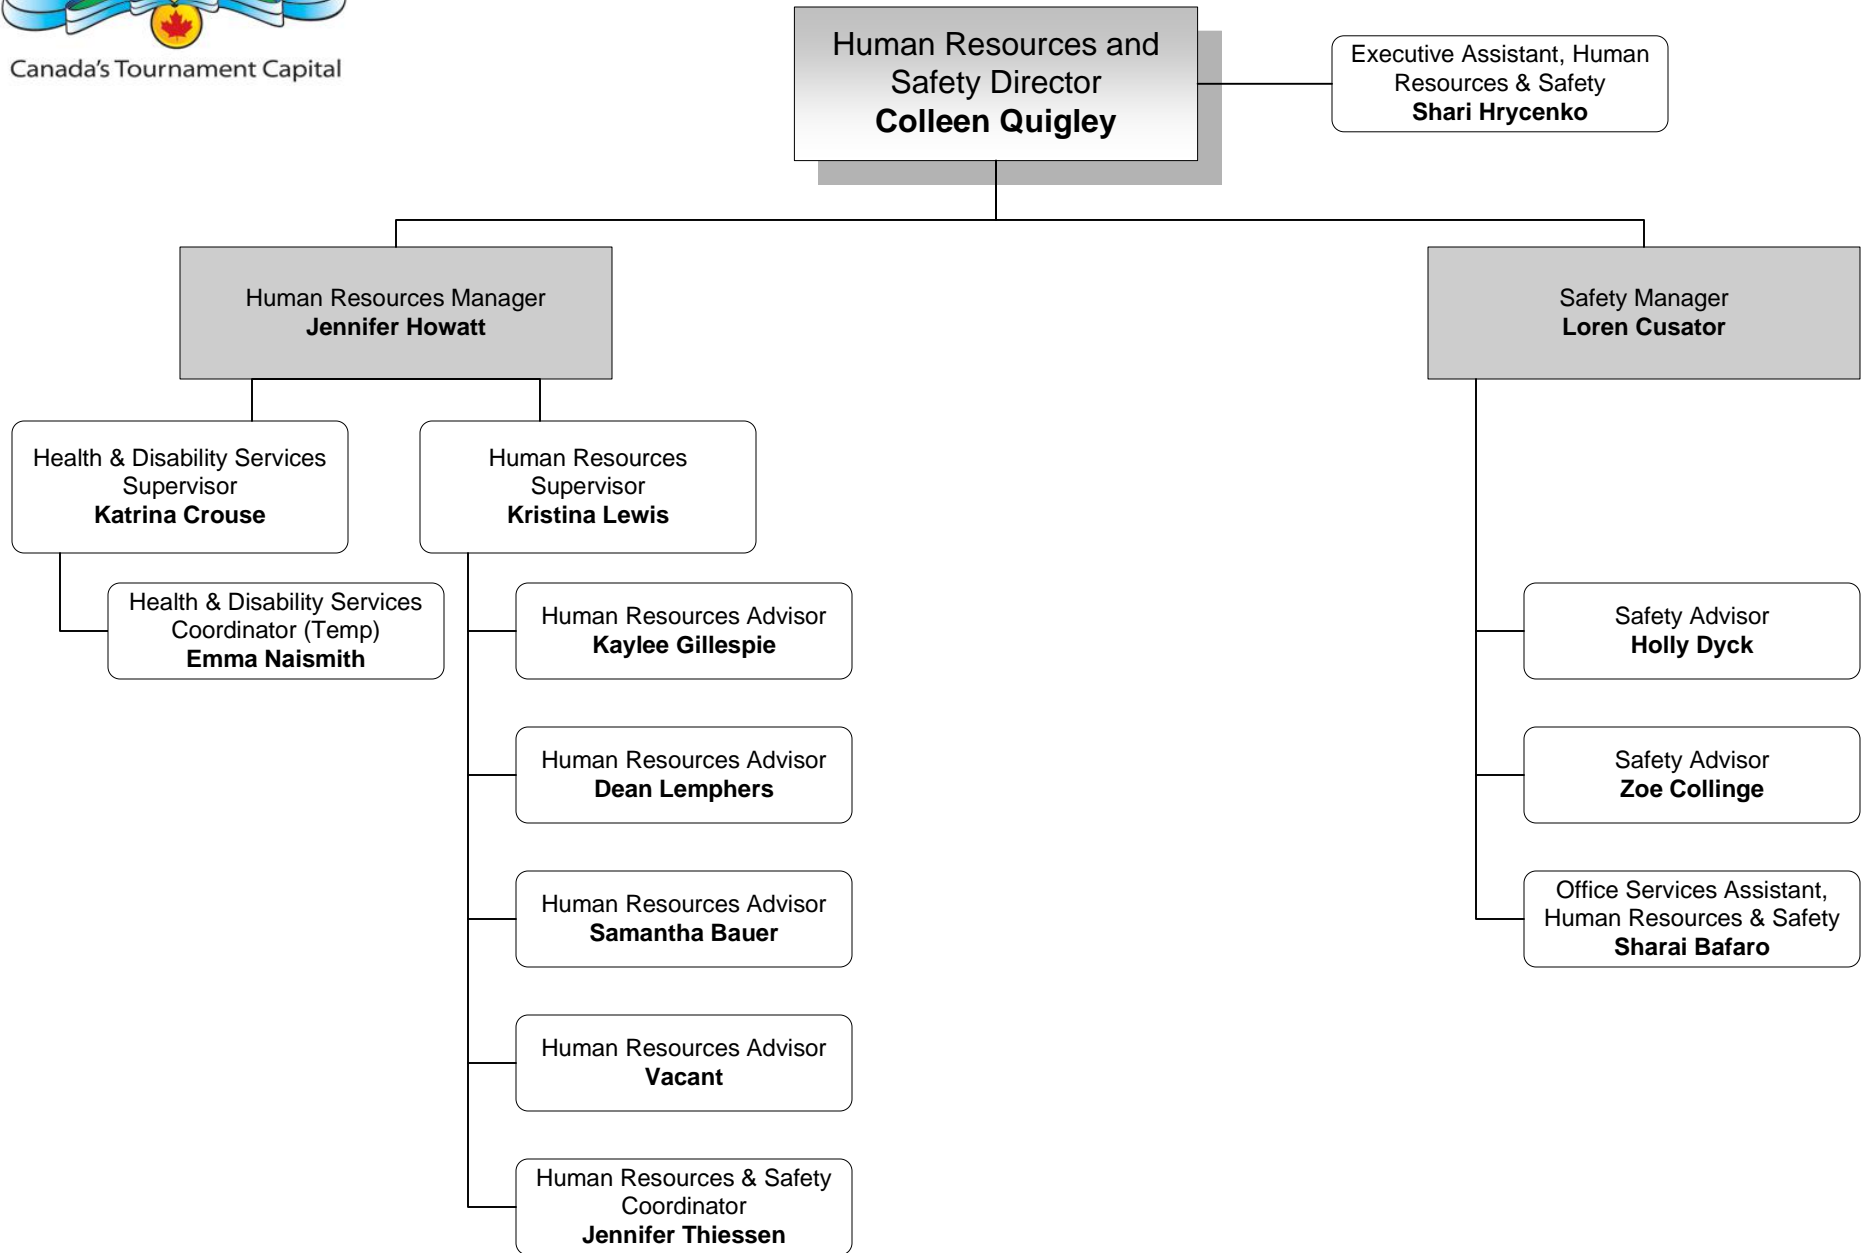 Canada's Tournament Capital
Human Resources and
Safety Director
Colleen Quigley
Executive Assistant, Human
Resources & Safety
Shari Hrycenko
Human Resources Manager
Jennifer Howatt
Safety Manager
Loren Cusator
Health & Disability Services
Supervisor
Katrina Crouse
Human Resources
Supervisor
Kristina Lewis
Health & Disability Services
Coordinator (Temp)
Emma Naismith
Human Resources Advisor
Kaylee Gillespie
Human Resources Advisor
Dean Lemphers
Human Resources Advisor
Samantha Bauer
Human Resources Advisor
Vacant
Human Resources & Safety
Coordinator
Jennifer Thiessen
Safety Advisor
Holly Dyck
Safety Advisor
Zoe Collinge
Office Services Assistant,
Human Resources & Safety
Sharai Bafaro